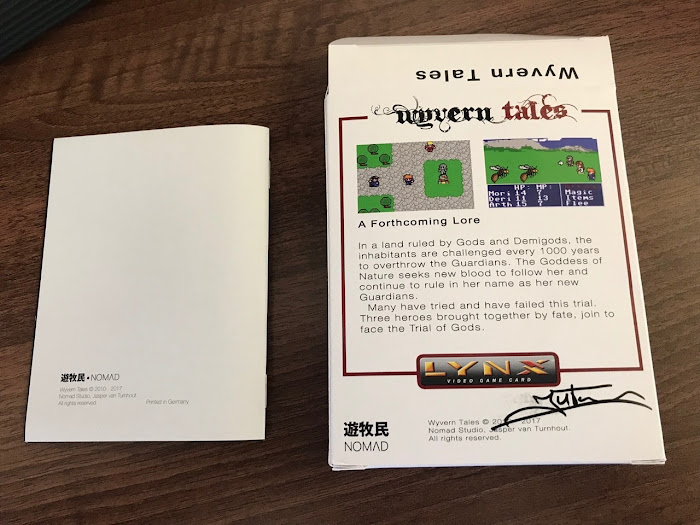 遊牧民・NOMAD
Wyvern Tales © 2010 - 2017
Nomad Studio, Jasper van Turnhout.
All rights reserved.
Printed in Germany
Wyvern Tales
wyvern tales
HP: MP:
Mori 14 7 Magic
Deri 11 13 Items
Arth 15 7 Flee
A Forthcoming Lore
In a land ruled by Gods and Demigods, the
inhabitants are challenged every 1000 years
to overthrow the Guardians. The Goddess of
Nature seeks new blood to follow her and
continue to rule in her name as her new
Guardians.
Many have tried and have failed this trial.
Three heroes brought together by fate, join to
face the Trial of Gods.
LYNX
VIDEO GAME CARD
遊牧民
NOMAD
Wyvern Tales © 2017
Nomad Studio, Jasper van Turnhout.
All rights reserved.